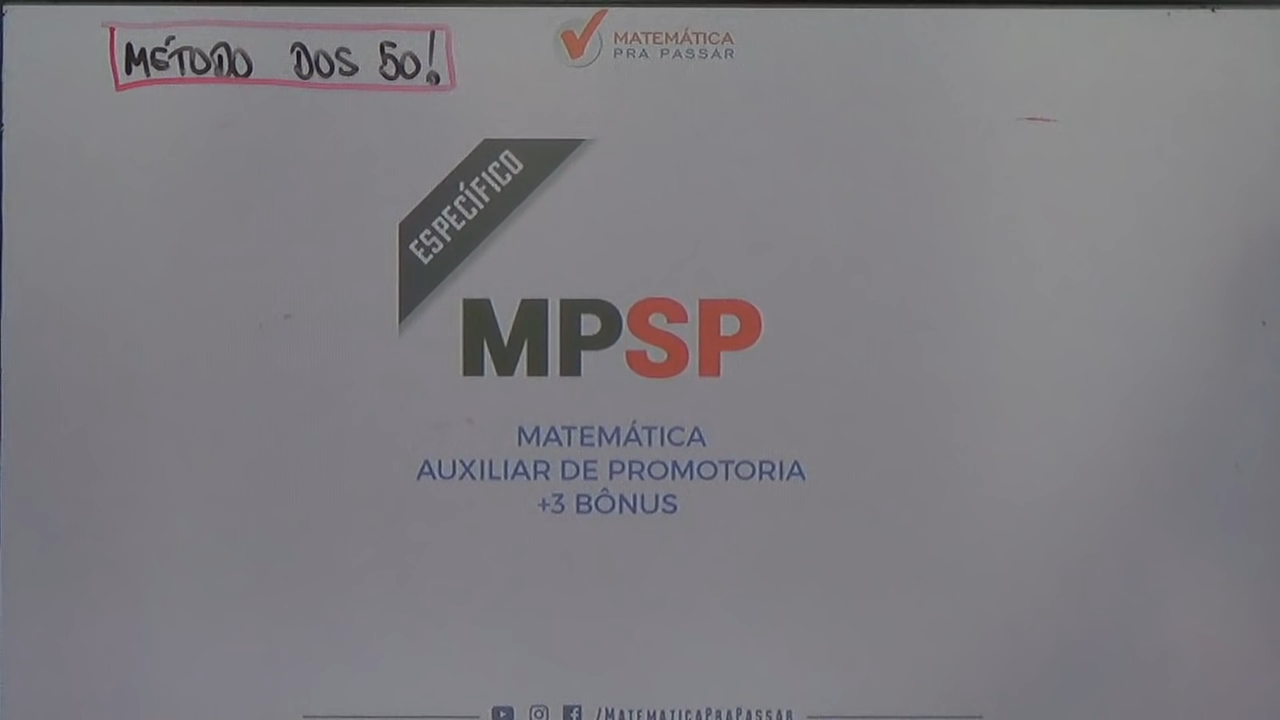 MÉTODO DOS 50!
MATEMÁTICA
PRA PASSAR
ESPECÍFICO
MPSP
MATEMÁTICA
AUXILIAR DE PROMOTORIA
+3 BÔNUS
/MATEMATICAPRAPASSAR